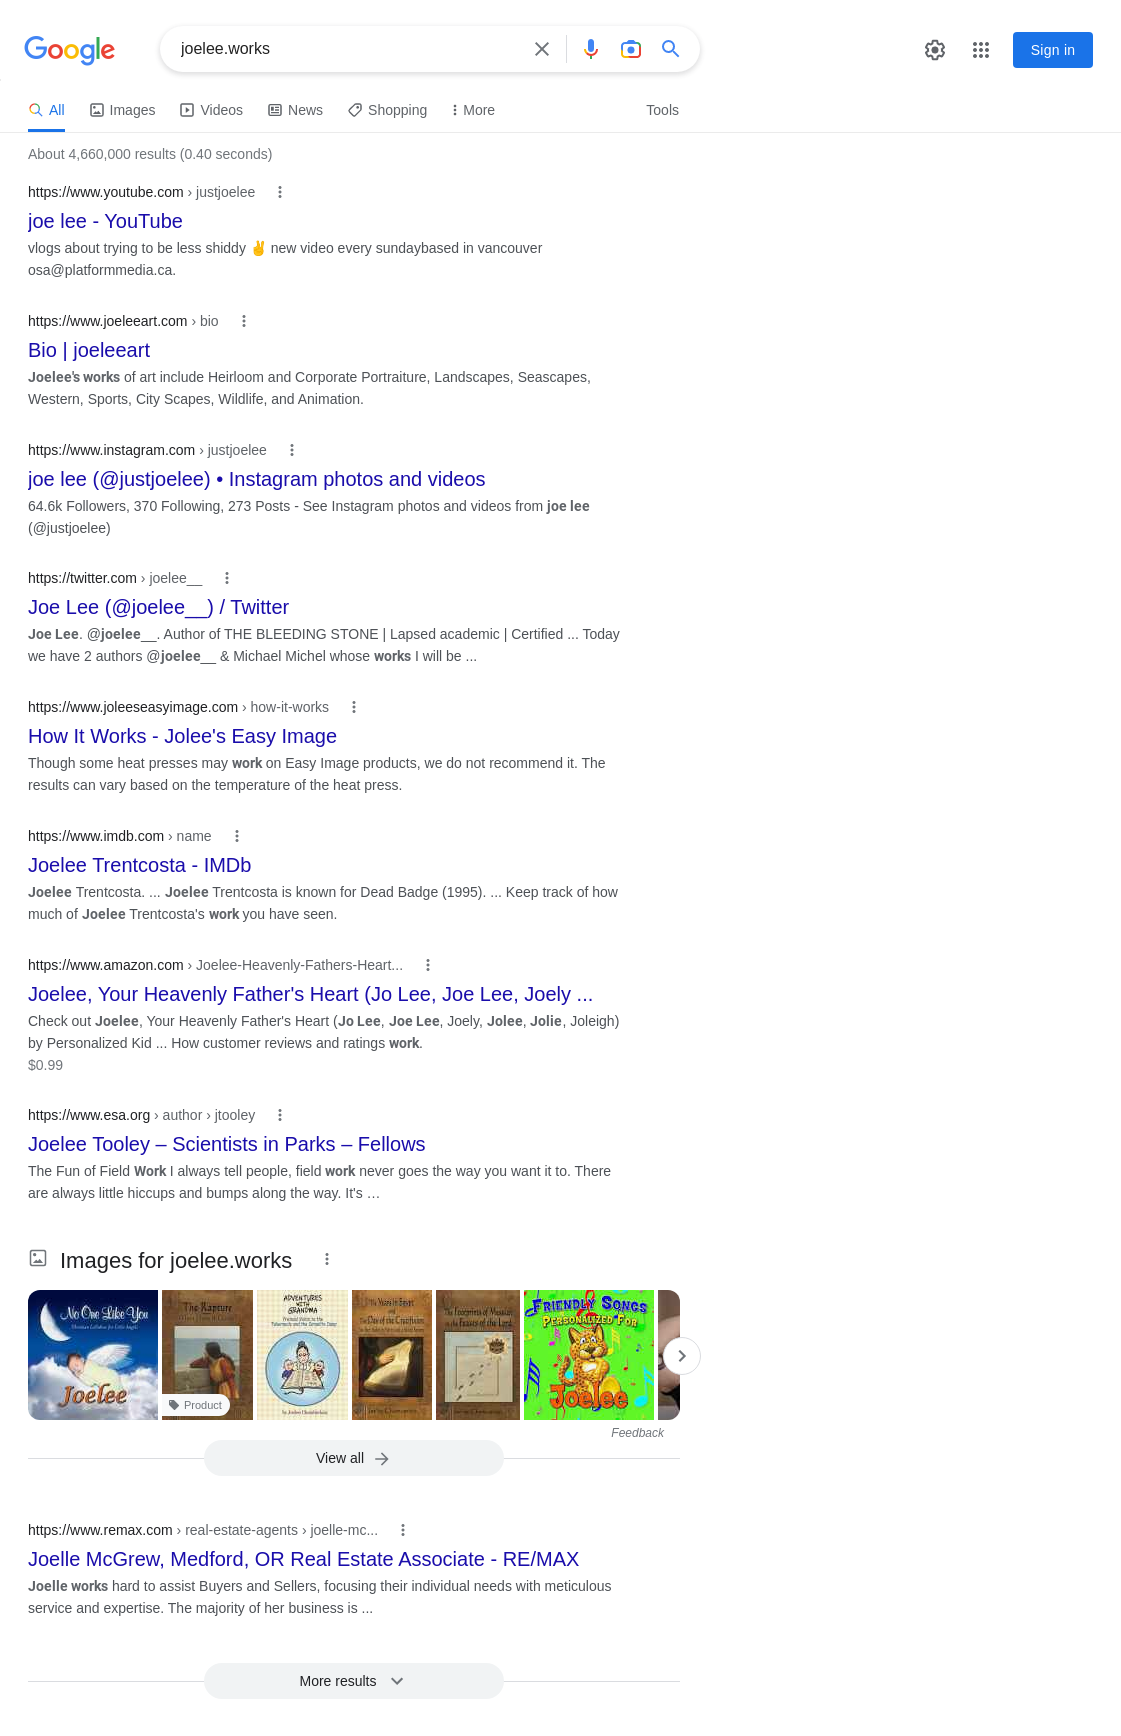 Google
joelee.works
Sign in
All
Images
Videos
News
Shopping
More
Tools
About 4,660,000 results (0.40 seconds)
https://www.youtube.com › justjoelee
joe lee - YouTube
vlogs about trying to be less shiddy ✌️ new video every sundaybased in vancouver
osa@platformmedia.ca.
https://www.joeleeart.com › bio
Bio | joeleeart
Joelee's works of art include Heirloom and Corporate Portraiture, Landscapes, Seascapes,
Western, Sports, City Scapes, Wildlife, and Animation.
https://www.instagram.com › justjoelee
joe lee (@justjoelee) • Instagram photos and videos
64.6k Followers, 370 Following, 273 Posts - See Instagram photos and videos from joe lee
(@justjoelee)
https://twitter.com › joelee__
Joe Lee (@joelee__) / Twitter
Joe Lee. @joelee__. Author of THE BLEEDING STONE | Lapsed academic | Certified ... Today
we have 2 authors @joelee__ & Michael Michel whose works I will be ...
https://www.joleeseasyimage.com › how-it-works
How It Works - Jolee's Easy Image
Though some heat presses may work on Easy Image products, we do not recommend it. The
results can vary based on the temperature of the heat press.
https://www.imdb.com › name
Joelee Trentcosta - IMDb
Joelee Trentcosta. ... Joelee Trentcosta is known for Dead Badge (1995). ... Keep track of how
much of Joelee Trentcosta's work you have seen.
https://www.amazon.com › Joelee-Heavenly-Fathers-Heart...
Joelee, Your Heavenly Father's Heart (Jo Lee, Joe Lee, Joely ...
Check out Joelee, Your Heavenly Father's Heart (Jo Lee, Joe Lee, Joely, Jolee, Jolie, Joleigh)
by Personalized Kid ... How customer reviews and ratings work.
$0.99
https://www.esa.org › author › jtooley
Joelee Tooley – Scientists in Parks – Fellows
The Fun of Field Work I always tell people, field work never goes the way you want it to. There
are always little hiccups and bumps along the way. It's …
Images for joelee.works
No One Like You
Joelee
The Rapture
Product
ADVENTURES
WITH
GRANDMA
FRIENDLY SONGS
PERSONALIZED FOR
Joelee
Feedback
View all
https://www.remax.com › real-estate-agents › joelle-mc...
Joelle McGrew, Medford, OR Real Estate Associate - RE/MAX
Joelle works hard to assist Buyers and Sellers, focusing their individual needs with meticulous
service and expertise. The majority of her business is ...
More results